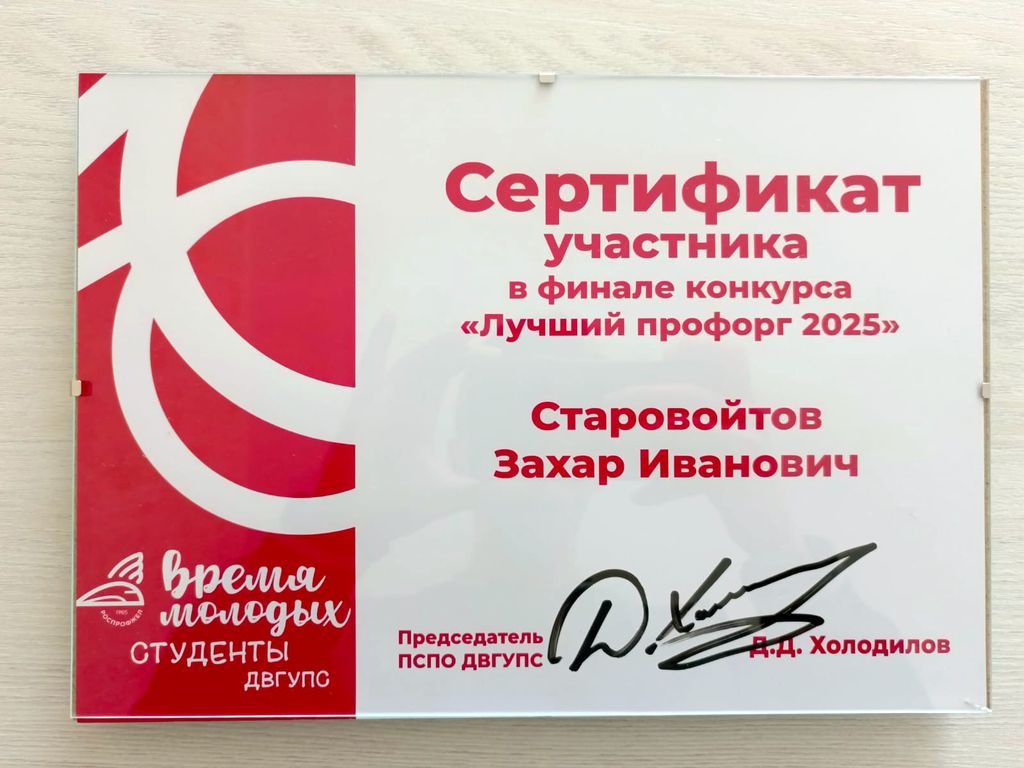 Сертификат
участника
в финале конкурса
«Лучший профорг 2025»
Старовойтов
Захар Иванович
Председатель
ПСПО ДВГУПС
Д.Д. Холодилов
1905
РОСПРОФЖЕЛ
время
молодых
СТУДЕНТЫ
ДВГУПС